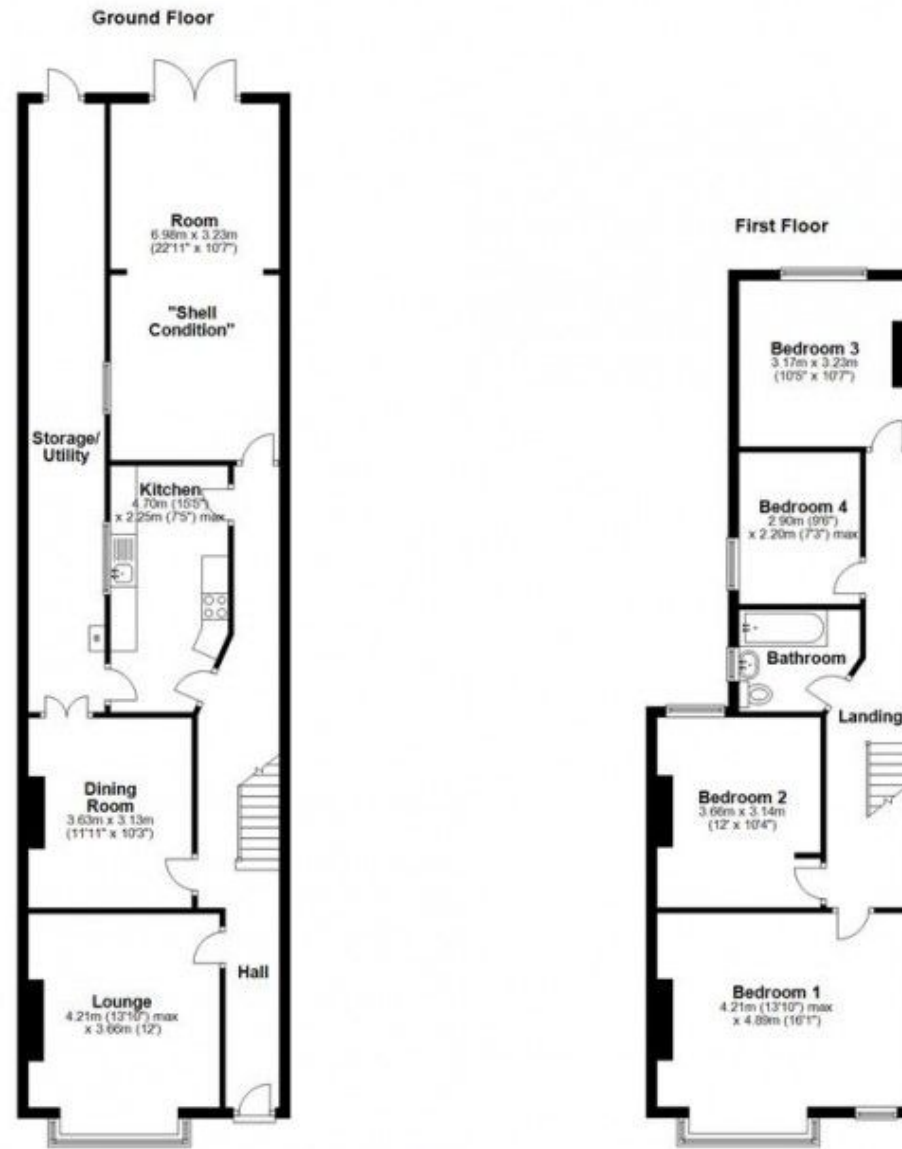 Ground Floor
Room
6.98m x 3.23m
(22'11" x 10'7")
"Shell
Condition"
Storage/
Utility
Kitchen
4.70m (15'5")
x 2.25m (7'5") max
Dining
Room
3.63m x 3.13m
(11'11" x 10'3")
Hall
Lounge
4.21m (13'10") max
x 3.66m (12')
First Floor
Bedroom 3
3.17m x 3.23m
(10'5" x 10'7")
Bedroom 4
2.90m (9'6")
x 2.20m (7'3") max
Bathroom
Landing
Bedroom 2
3.66m x 3.14m
(12' x 10'4")
Bedroom 1
4.21m (13'10") max
x 4.89m (16'1")